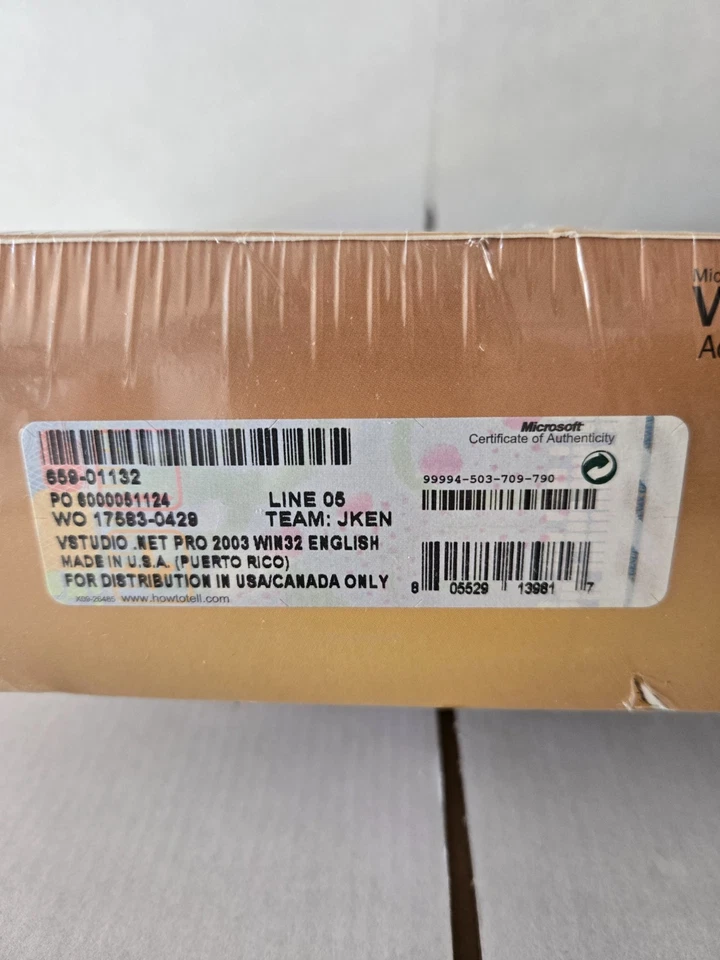 659-01132
PO 6000051124
LINE 05
WO 17583-0429
TEAM: JKEN
VSTUDIO .NET PRO 2003 WIN32 ENGLISH
MADE IN U.S.A. (PUERTO RICO)
FOR DISTRIBUTION IN USA/CANADA ONLY
www.howtotell.com
Microsoft
Certificate of Authenticity
99994-503-709-790
8 05529 13981 7